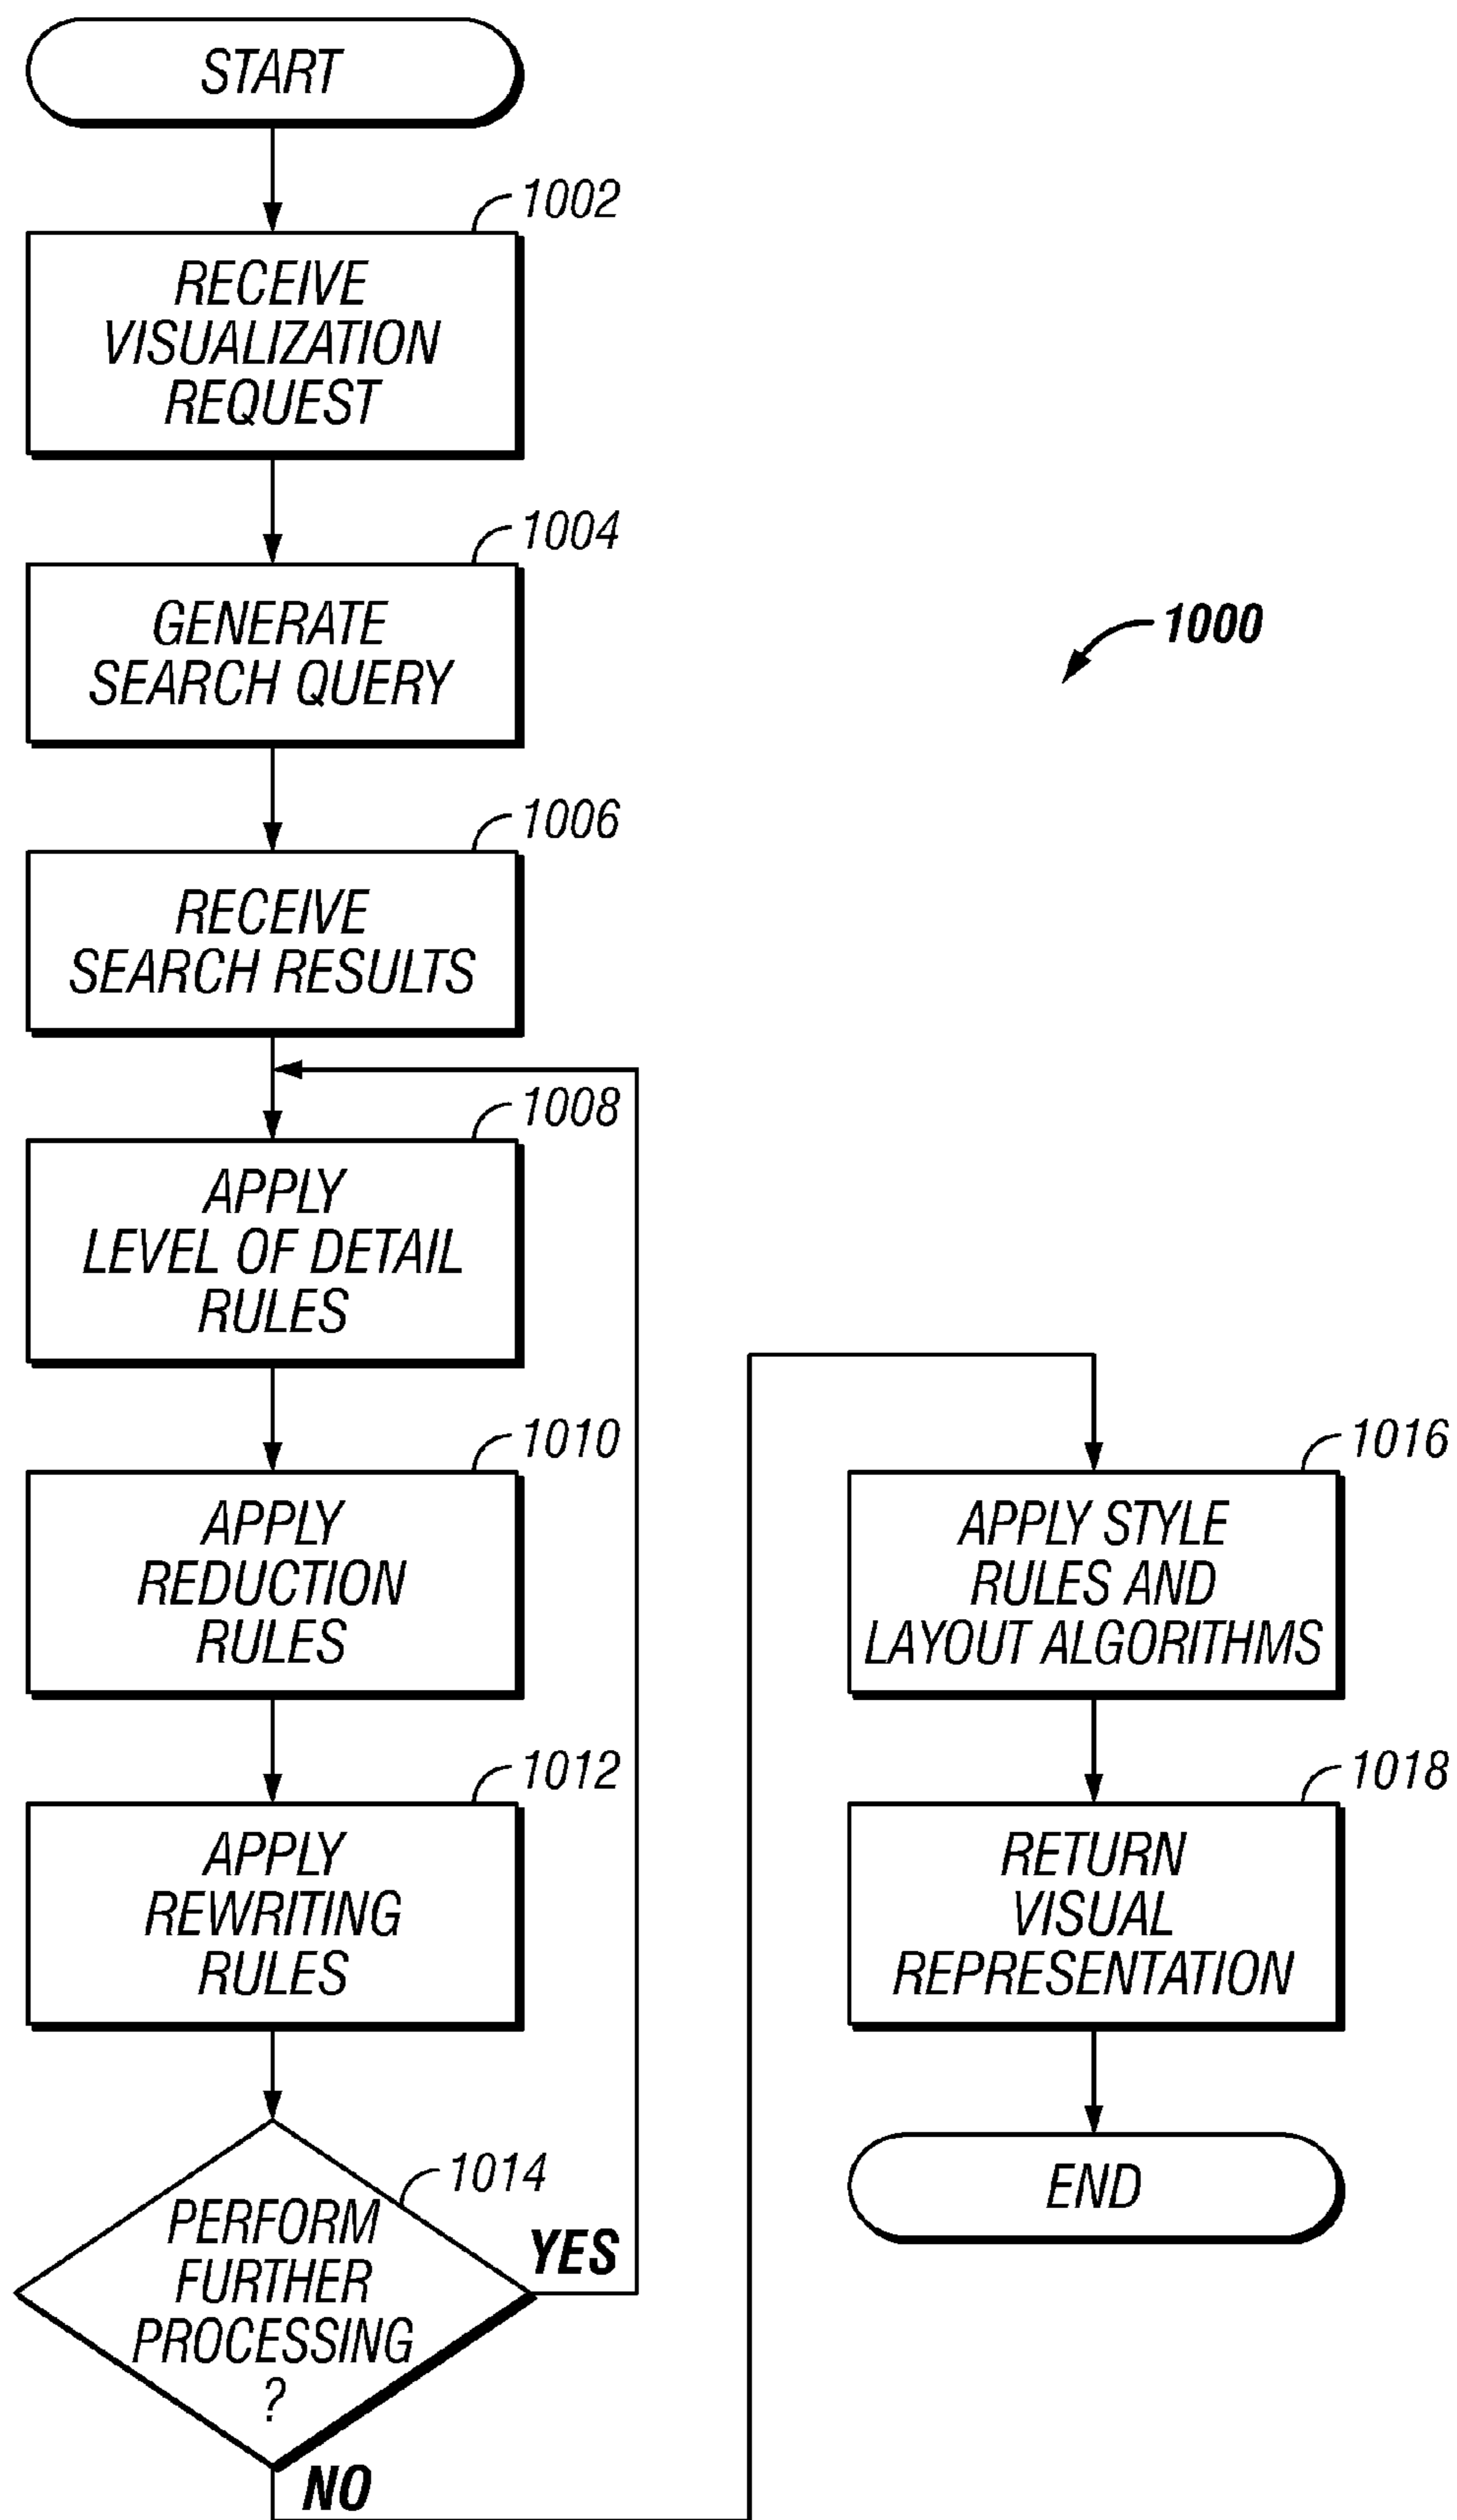 START
1002
RECEIVE
VISUALIZATION
REQUEST
1004
GENERATE
SEARCH QUERY
1000
1006
RECEIVE
SEARCH RESULTS
1008
APPLY
LEVEL OF DETAIL
RULES
1010
APPLY
REDUCTION
RULES
1012
APPLY
REWRITING
RULES
1014
PERFORM
FURTHER
PROCESSING
?
YES
NO
1016
APPLY STYLE
RULES AND
LAYOUT ALGORITHMS
1018
RETURN
VISUAL
REPRESENTATION
END